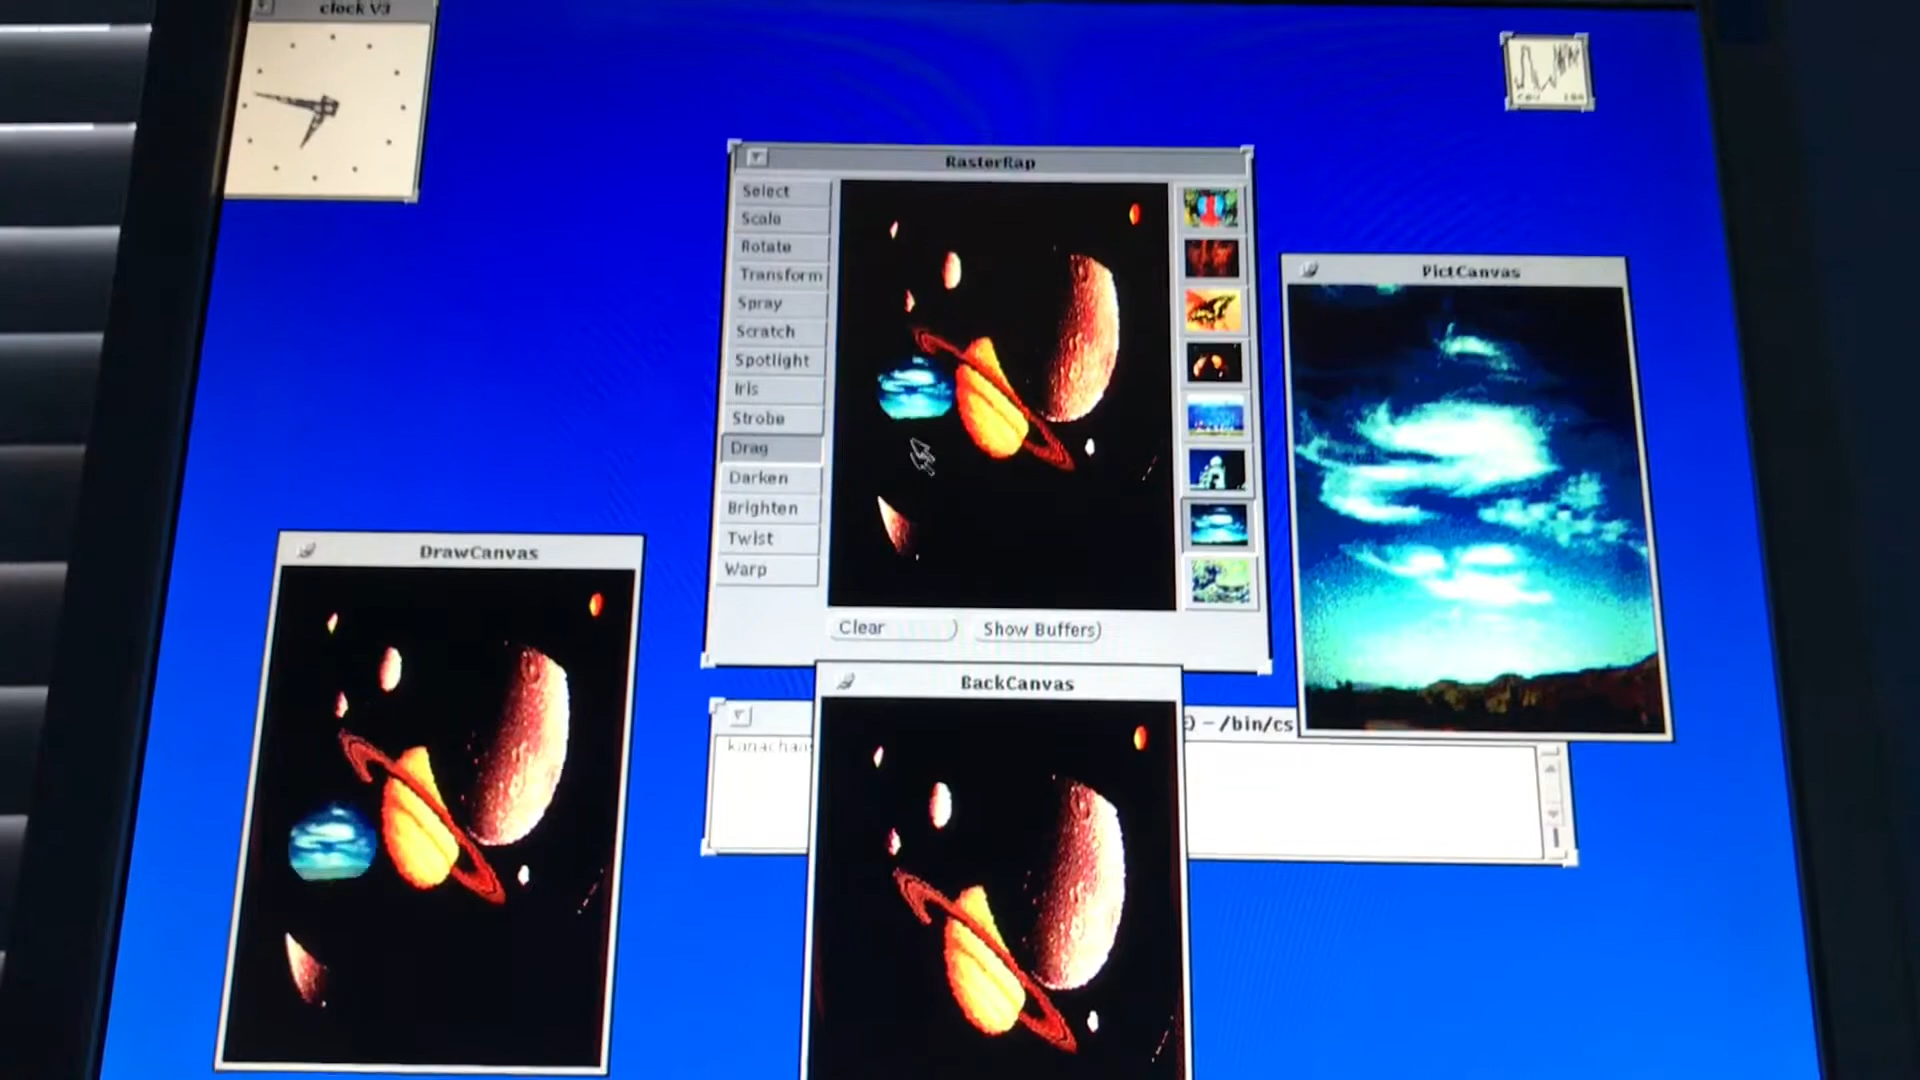 clock V3
RasterRap
Select
Scale
Rotate
Transform
Spray
Scratch
Spotlight
Iris
Strobe
Drag
Darken
Brighten
Twist
Warp
Clear
Show Buffers
PictCanvas
DrawCanvas
BackCanvas
- /bin/cs
kanachaa